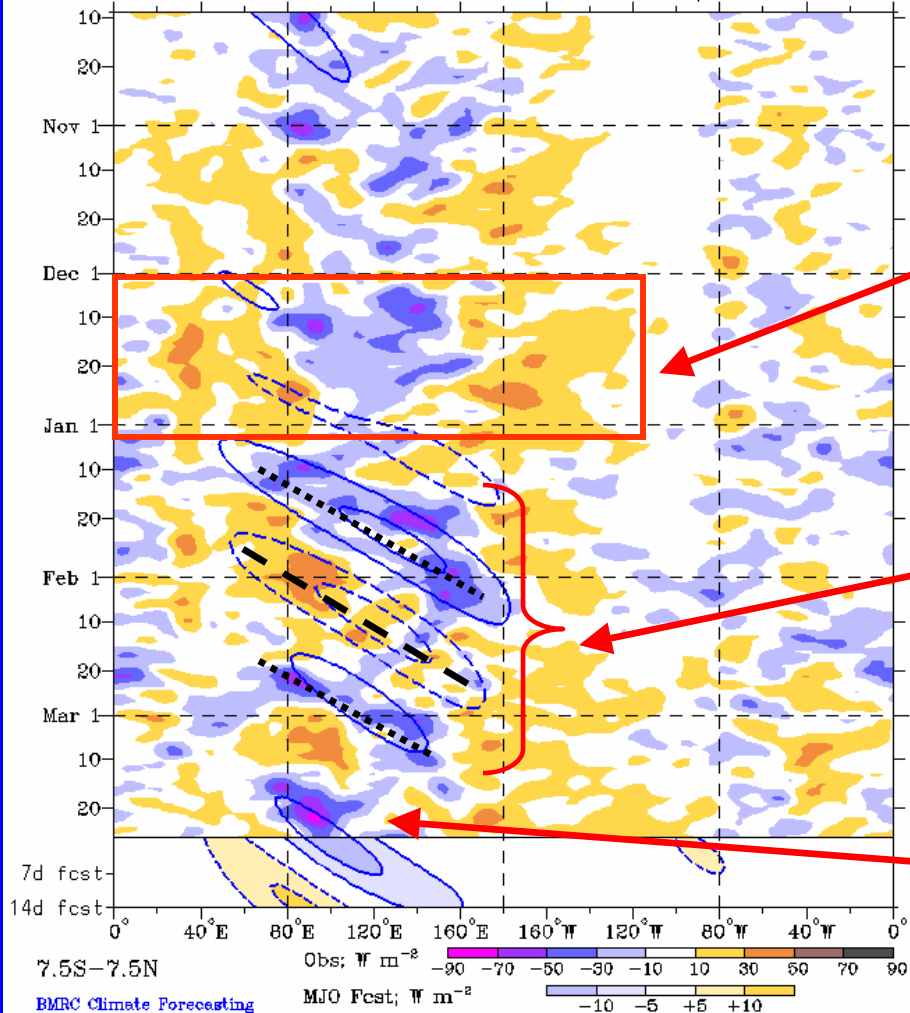 10
20
Nov 1
10
20
Dec 1
10
20
Jan 1
10
20
Feb 1
10
20
Mar 1
10
20
7d fcst
14d fcst
0° 40°E 80°E 120°E 160°E 160°W 120°W 80°W 40°W 0°
7.5S-7.5N
Obs; W m⁻²
-90 -70 -50 -30 -10 10 30 50 70 90
BMRC Climate Forecasting
MJO Fcst; W m⁻²
-10 -5 +5 +10